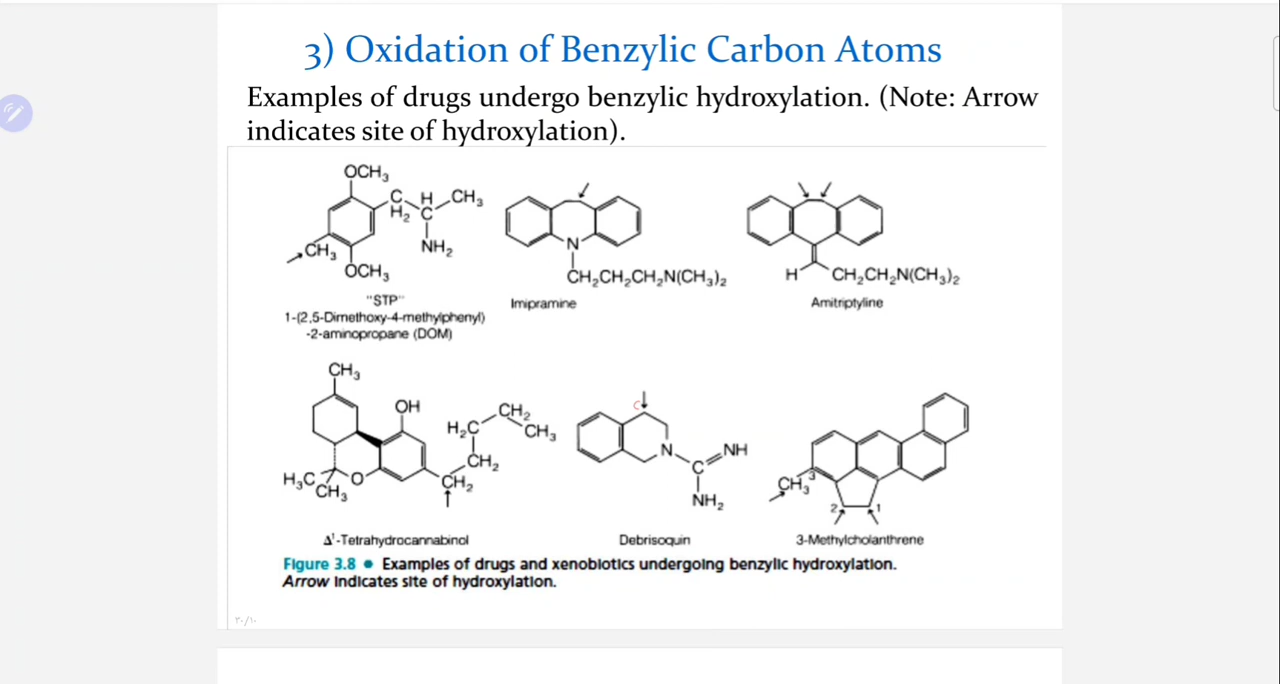 3) Oxidation of Benzylic Carbon Atoms
Examples of drugs undergo benzylic hydroxylation. (Note: Arrow
indicates site of hydroxylation).
OCH3
C H CH3
H2 C
NH2
CH3
OCH3
"STP"
1-(2,5-Dimethoxy-4-methylphenyl)
-2-aminopropane (DOM)
N
CH2CH2CH2N(CH3)2
Imipramine
H CH2CH2N(CH3)2
Amitriptyline
CH3
OH
CH2
H2C
CH3
CH2
CH2
H3C
CH3
O
Δ¹-Tetrahydrocannabinol
C
N
NH
C
NH2
Debrisoquin
CH3
3
2
1
3-Methylcholanthrene
Figure 3.8 ● Examples of drugs and xenobiotics undergoing benzylic hydroxylation.
Arrow indicates site of hydroxylation.
٣٠/١٠